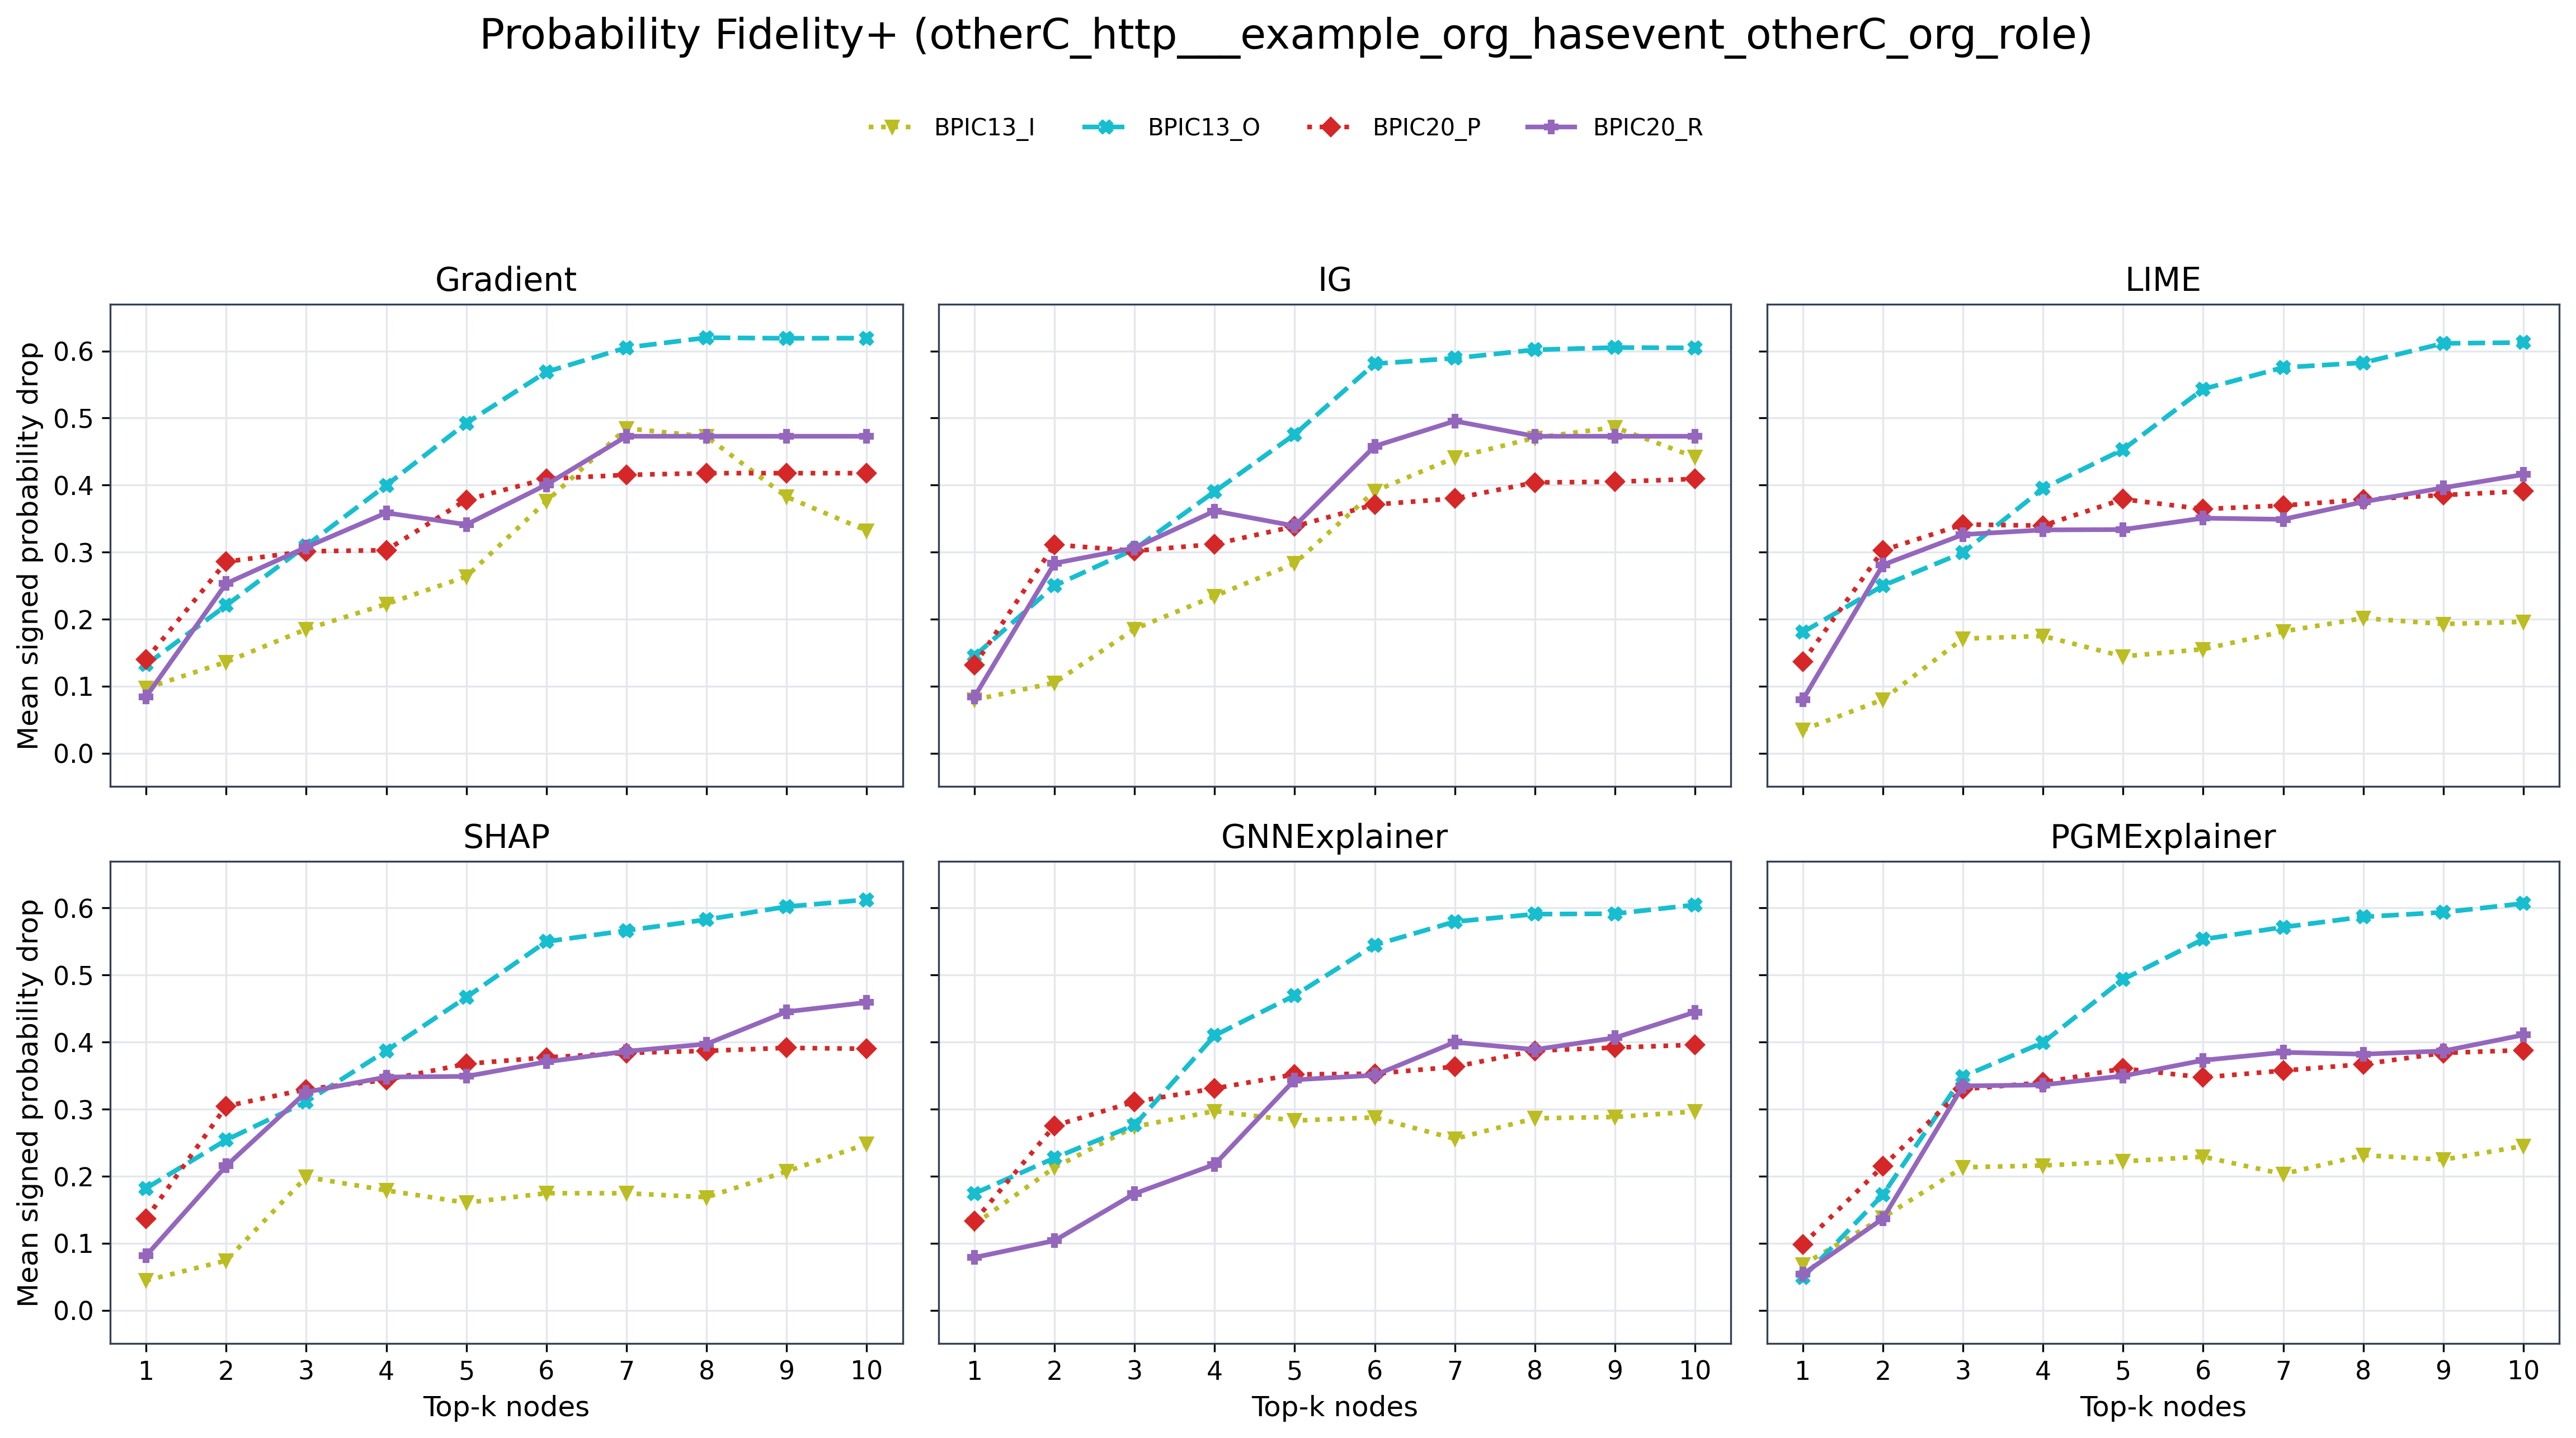 Probability Fidelity+ (otherC_http___example_org_hasevent_otherC_org_role)
BPIC13_I BPIC13_O BPIC20_P BPIC20_R
Gradient IG LIME
Mean signed probability drop
0.6
0.5
0.4
0.3
0.2
0.1
0.0
SHAP GNNExplainer PGMExplainer
Mean signed probability drop
0.6
0.5
0.4
0.3
0.2
0.1
0.0
1 2 3 4 5 6 7 8 9 10 1 2 3 4 5 6 7 8 9 10 1 2 3 4 5 6 7 8 9 10
Top-k nodes Top-k nodes Top-k nodes